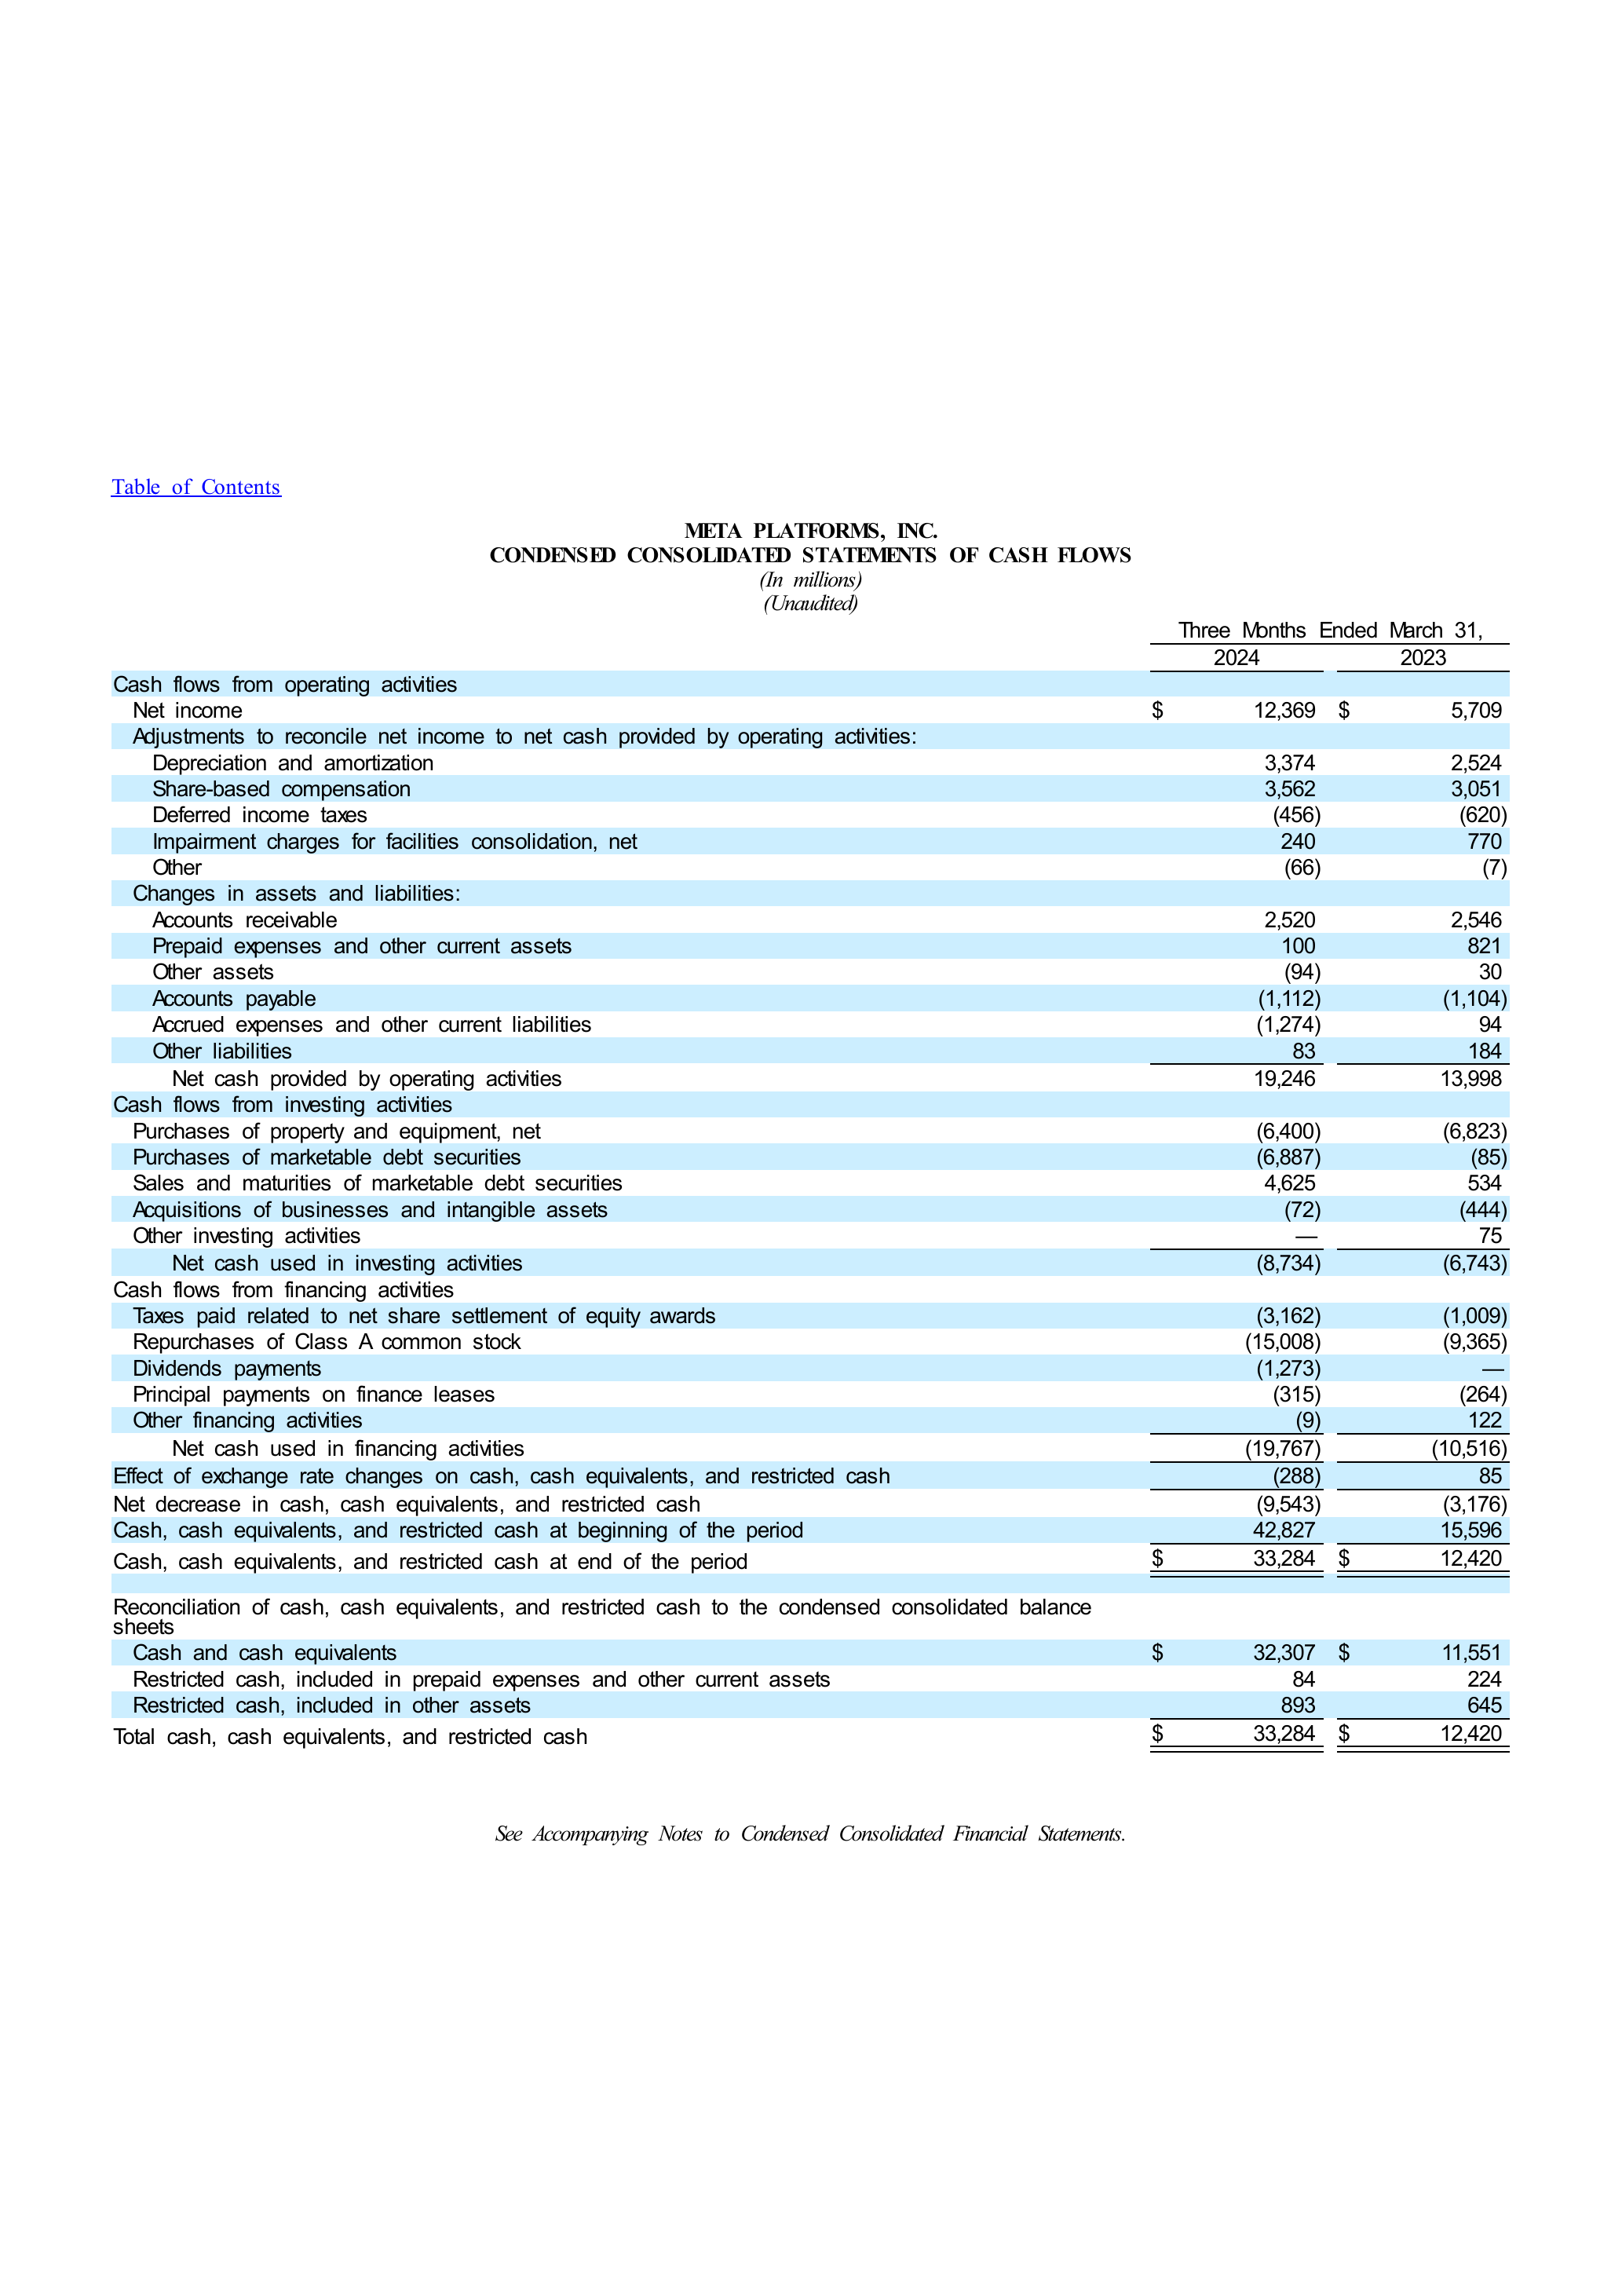 Table of Contents
META PLATFORMS, INC.
CONDENSED CONSOLIDATED STATEMENTS OF CASH FLOWS
(In millions)
(Unaudited)
Three Months Ended March 31,
2024 2023
Cash flows from operating activities
Net income $ 12,369 $ 5,709
Adjustments to reconcile net income to net cash provided by operating activities:
Depreciation and amortization 3,374 2,524
Share-based compensation 3,562 3,051
Deferred income taxes (456) (620)
Impairment charges for facilities consolidation, net 240 770
Other (66) (7)
Changes in assets and liabilities:
Accounts receivable 2,520 2,546
Prepaid expenses and other current assets 100 821
Other assets (94) 30
Accounts payable (1,112) (1,104)
Accrued expenses and other current liabilities (1,274) 94
Other liabilities 83 184
Net cash provided by operating activities 19,246 13,998
Cash flows from investing activities
Purchases of property and equipment, net (6,400) (6,823)
Purchases of marketable debt securities (6,887) (85)
Sales and maturities of marketable debt securities 4,625 534
Acquisitions of businesses and intangible assets (72) (444)
Other investing activities — 75
Net cash used in investing activities (8,734) (6,743)
Cash flows from financing activities
Taxes paid related to net share settlement of equity awards (3,162) (1,009)
Repurchases of Class A common stock (15,008) (9,365)
Dividends payments (1,273) —
Principal payments on finance leases (315) (264)
Other financing activities (9) 122
Net cash used in financing activities (19,767) (10,516)
Effect of exchange rate changes on cash, cash equivalents, and restricted cash (288) 85
Net decrease in cash, cash equivalents, and restricted cash (9,543) (3,176)
Cash, cash equivalents, and restricted cash at beginning of the period 42,827 15,596
Cash, cash equivalents, and restricted cash at end of the period $ 33,284 $ 12,420
Reconciliation of cash, cash equivalents, and restricted cash to the condensed consolidated balance
sheets
Cash and cash equivalents $ 32,307 $ 11,551
Restricted cash, included in prepaid expenses and other current assets 84 224
Restricted cash, included in other assets 893 645
Total cash, cash equivalents, and restricted cash $ 33,284 $ 12,420
See Accompanying Notes to Condensed Consolidated Financial Statements.